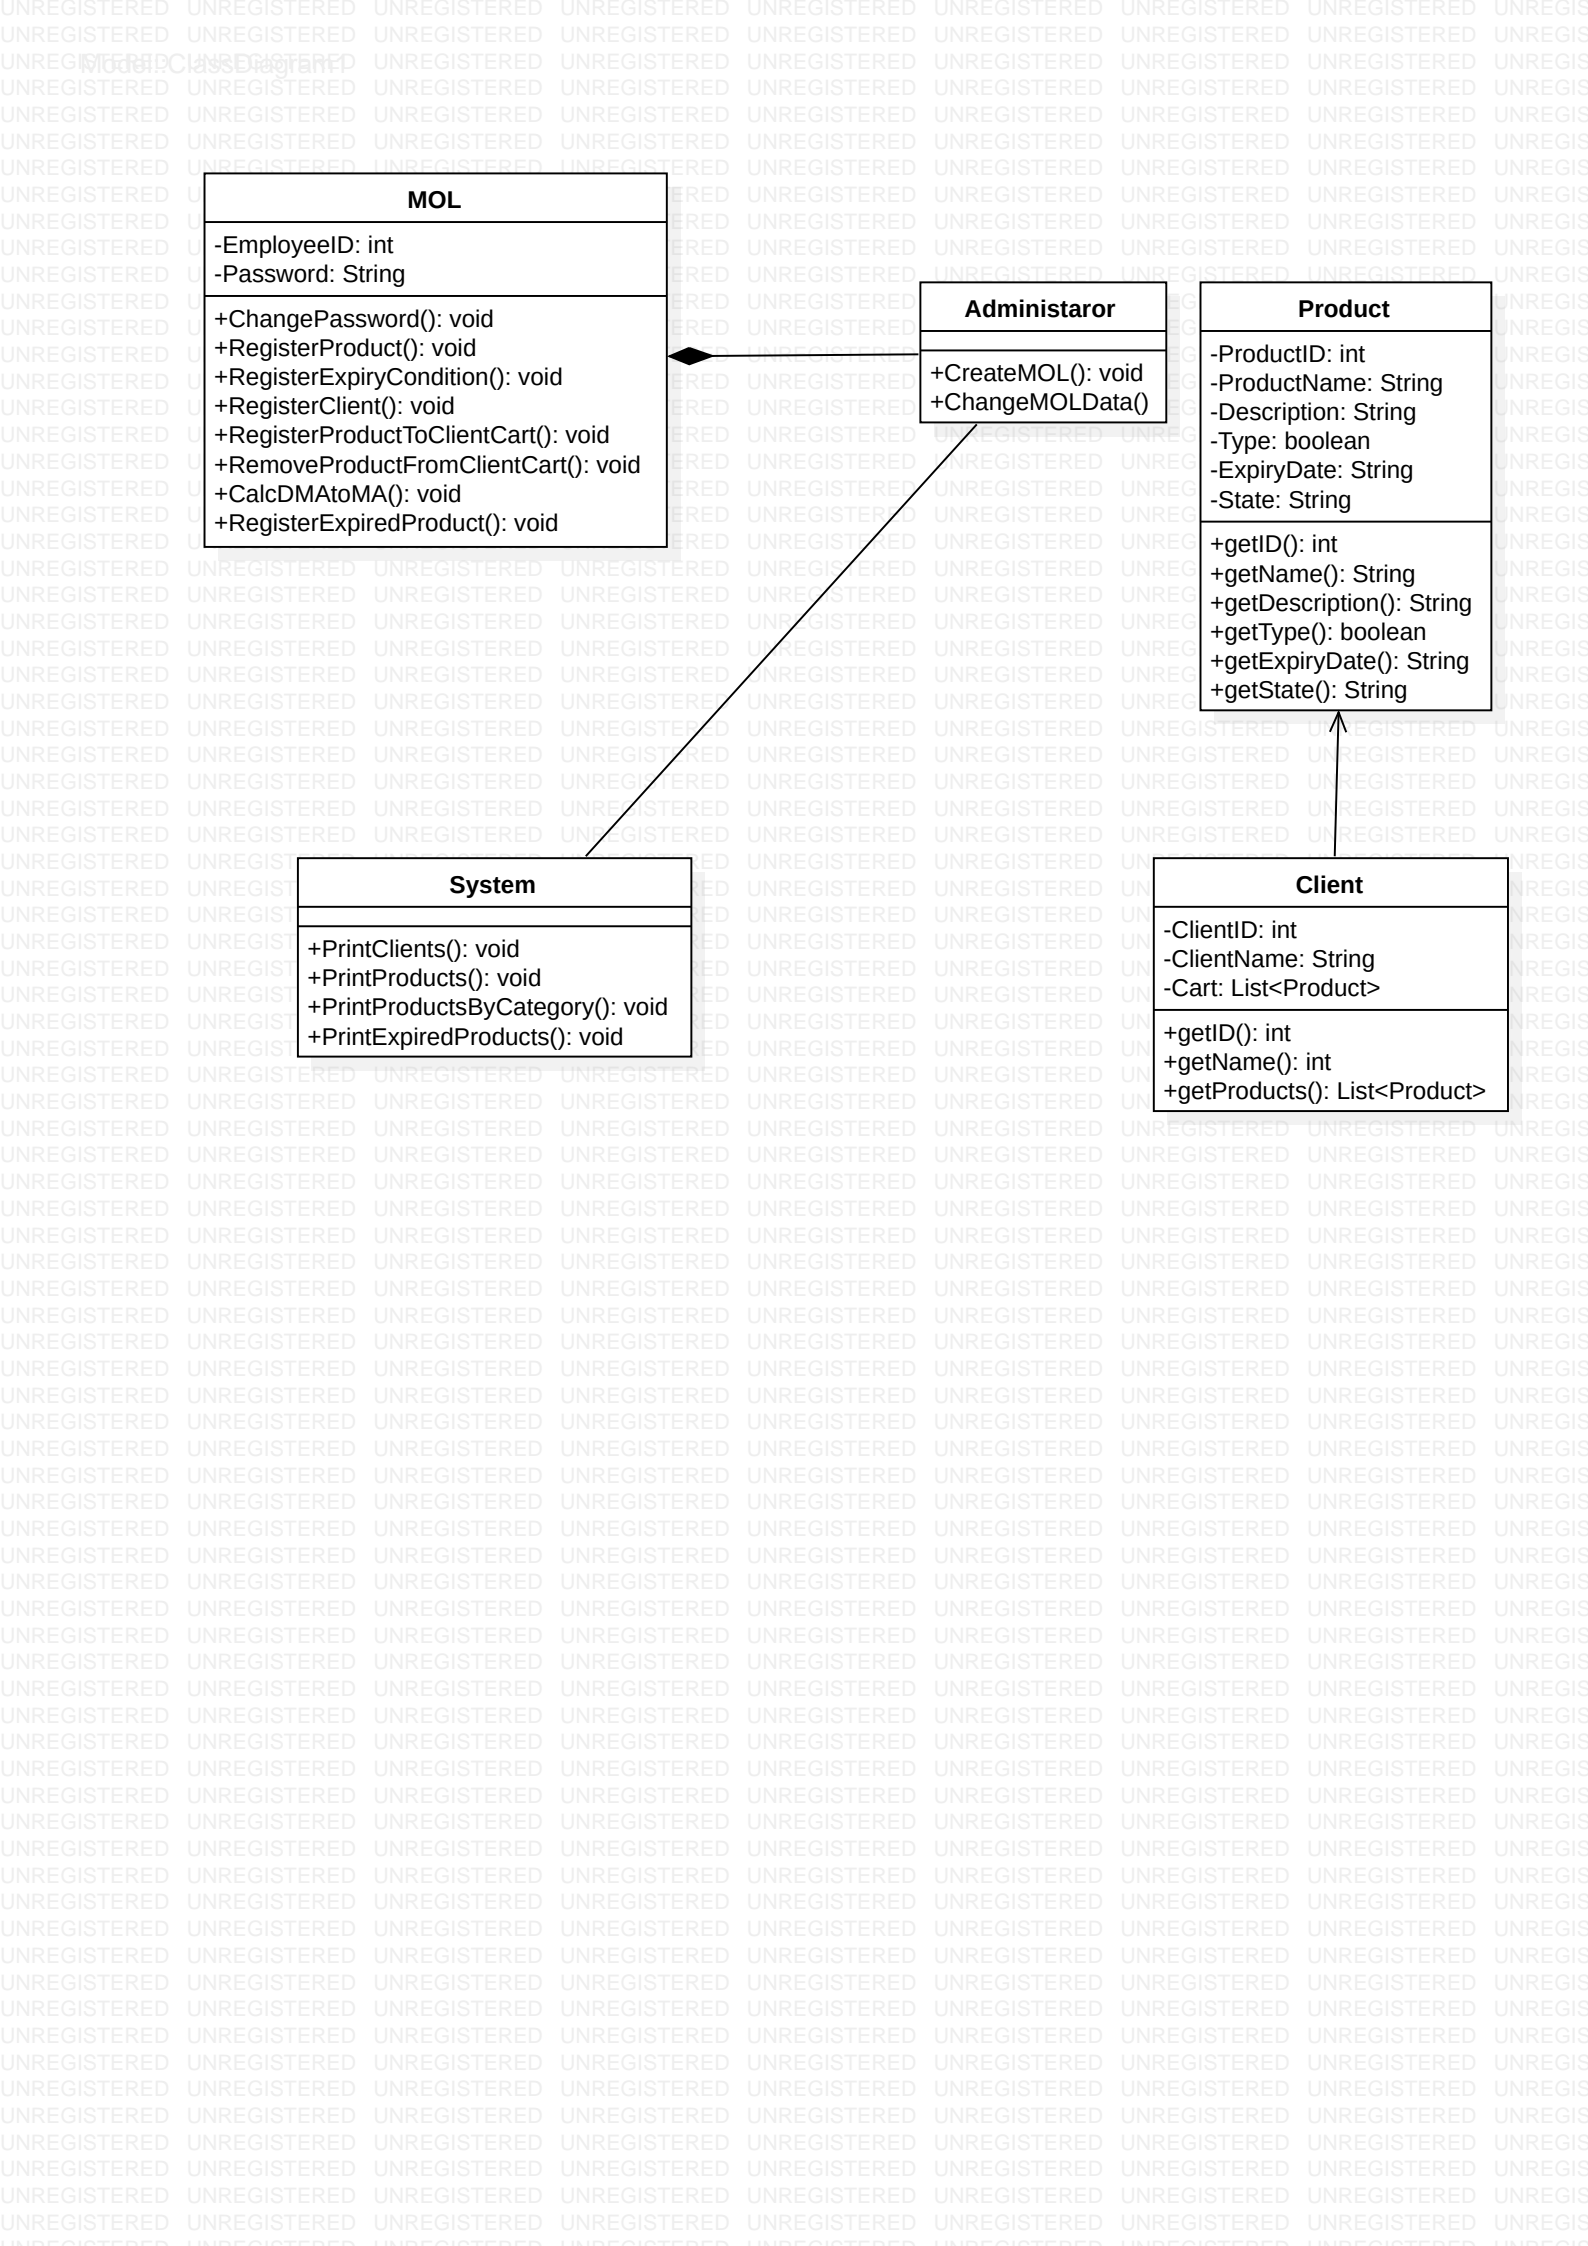 Model::ClassDiagram1
MOL
-EmployeeID: int
-Password: String
+ChangePassword(): void
+RegisterProduct(): void
+RegisterExpiryCondition(): void
+RegisterClient(): void
+RegisterProductToClientCart(): void
+RemoveProductFromClientCart(): void
+CalcDMAtoMA(): void
+RegisterExpiredProduct(): void
Administaror
+CreateMOL(): void
+ChangeMOLData()
Product
-ProductID: int
-ProductName: String
-Description: String
-Type: boolean
-ExpiryDate: String
-State: String
+getID(): int
+getName(): String
+getDescription(): String
+getType(): boolean
+getExpiryDate(): String
+getState(): String
System
+PrintClients(): void
+PrintProducts(): void
+PrintProductsByCategory(): void
+PrintExpiredProducts(): void
Client
-ClientID: int
-ClientName: String
-Cart: List<Product>
+getID(): int
+getName(): int
+getProducts(): List<Product>
UNREGISTERED